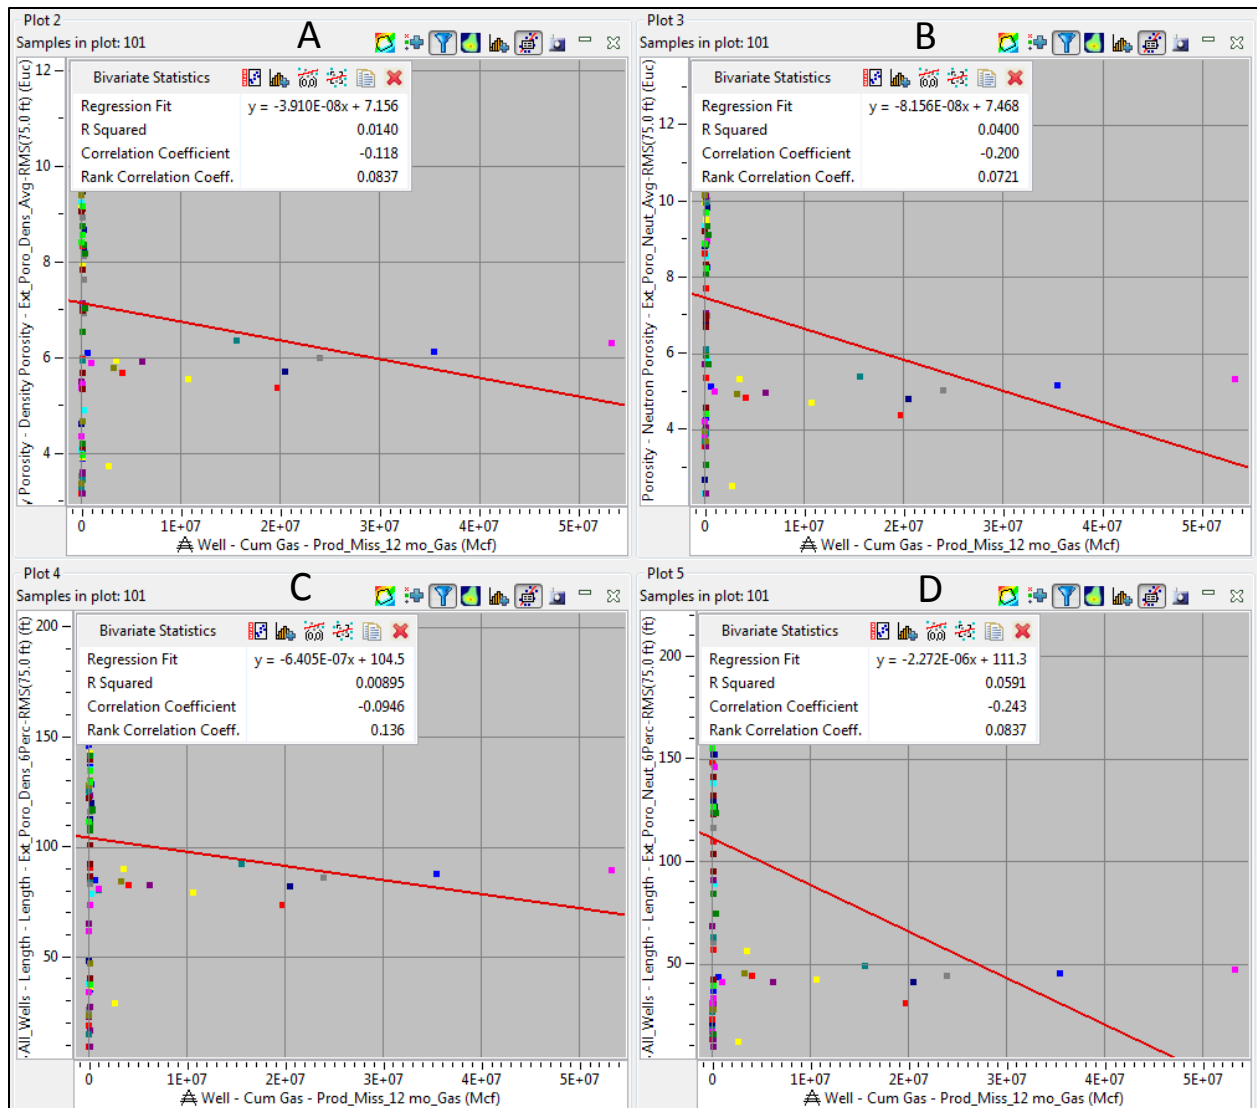 Plot 2
A
Samples in plot: 101
12
10
8
6
4
y Porosity - Density Porosity - Ext_Poro_Dens_Avg-RMS(75.0 ft) (Euc)
Bivariate Statistics
(0,0)
Regression Fit y = -3.910E-08x + 7.156
R Squared 0.0140
Correlation Coefficient -0.118
Rank Correlation Coeff. 0.0837
0 1E+07 2E+07 3E+07 4E+07 5E+07
Well - Cum Gas - Prod_Miss_12 mo_Gas (Mcf)
Plot 3
B
Samples in plot: 101
12
10
8
6
4
Porosity - Neutron Porosity - Ext_Poro_Neut_Avg-RMS(75.0 ft) (Euc)
Bivariate Statistics
(0,0)
Regression Fit y = -8.156E-08x + 7.468
R Squared 0.0400
Correlation Coefficient -0.200
Rank Correlation Coeff. 0.0721
0 1E+07 2E+07 3E+07 4E+07 5E+07
Well - Cum Gas - Prod_Miss_12 mo_Gas (Mcf)
Plot 4
C
Samples in plot: 101
200
150
100
50
All_Wells - Length - Length - Ext_Poro_Dens_6Perc-RMS(75.0 ft) (ft)
Bivariate Statistics
(0,0)
Regression Fit y = -6.405E-07x + 104.5
R Squared 0.00895
Correlation Coefficient -0.0946
Rank Correlation Coeff. 0.136
0 1E+07 2E+07 3E+07 4E+07 5E+07
Well - Cum Gas - Prod_Miss_12 mo_Gas (Mcf)
Plot 5
D
Samples in plot: 101
200
150
100
50
All_Wells - Length - Length - Ext_Poro_Neut_6Perc-RMS(75.0 ft) (ft)
Bivariate Statistics
(0,0)
Regression Fit y = -2.272E-06x + 111.3
R Squared 0.0591
Correlation Coefficient -0.243
Rank Correlation Coeff. 0.0837
0 1E+07 2E+07 3E+07 4E+07 5E+07
Well - Cum Gas - Prod_Miss_12 mo_Gas (Mcf)